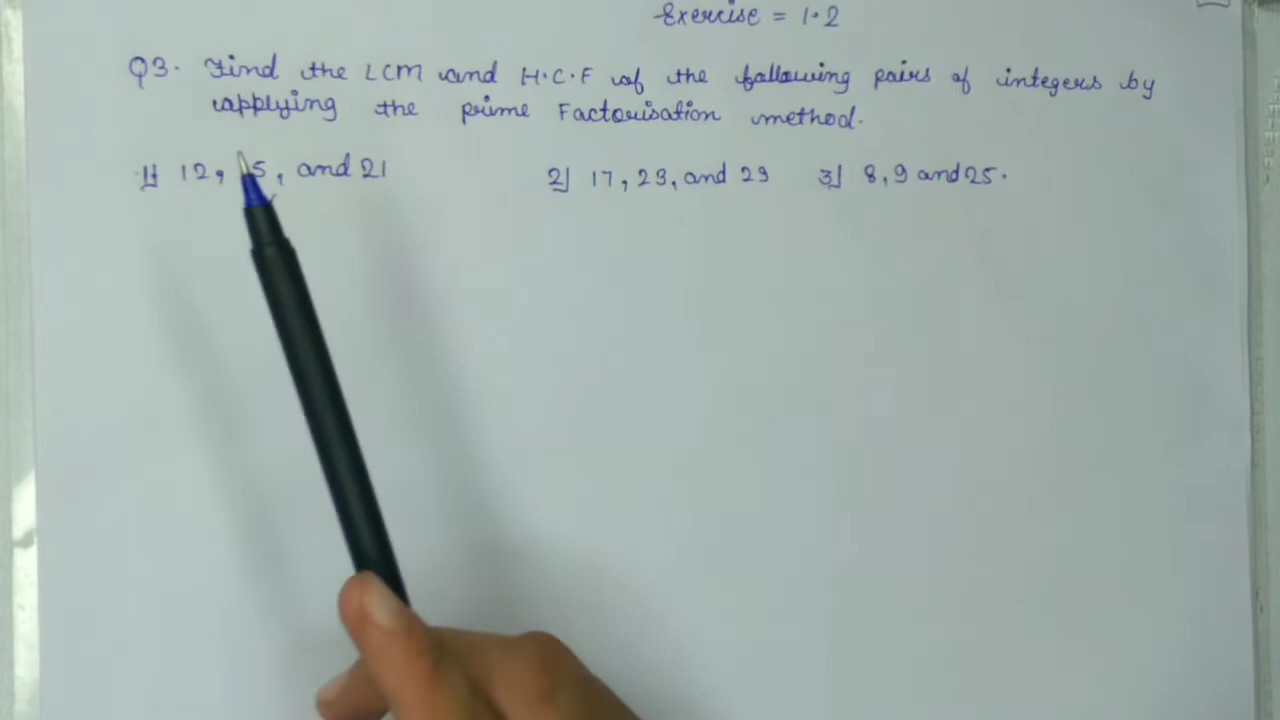 Exercise = 1.2
Q3. Find the LCM and H.C.F of the following pairs of integers by
applying the prime Factorisation method.
1] 12, 5, and 21 2] 17, 23, and 29 3] 8, 9 and 25.